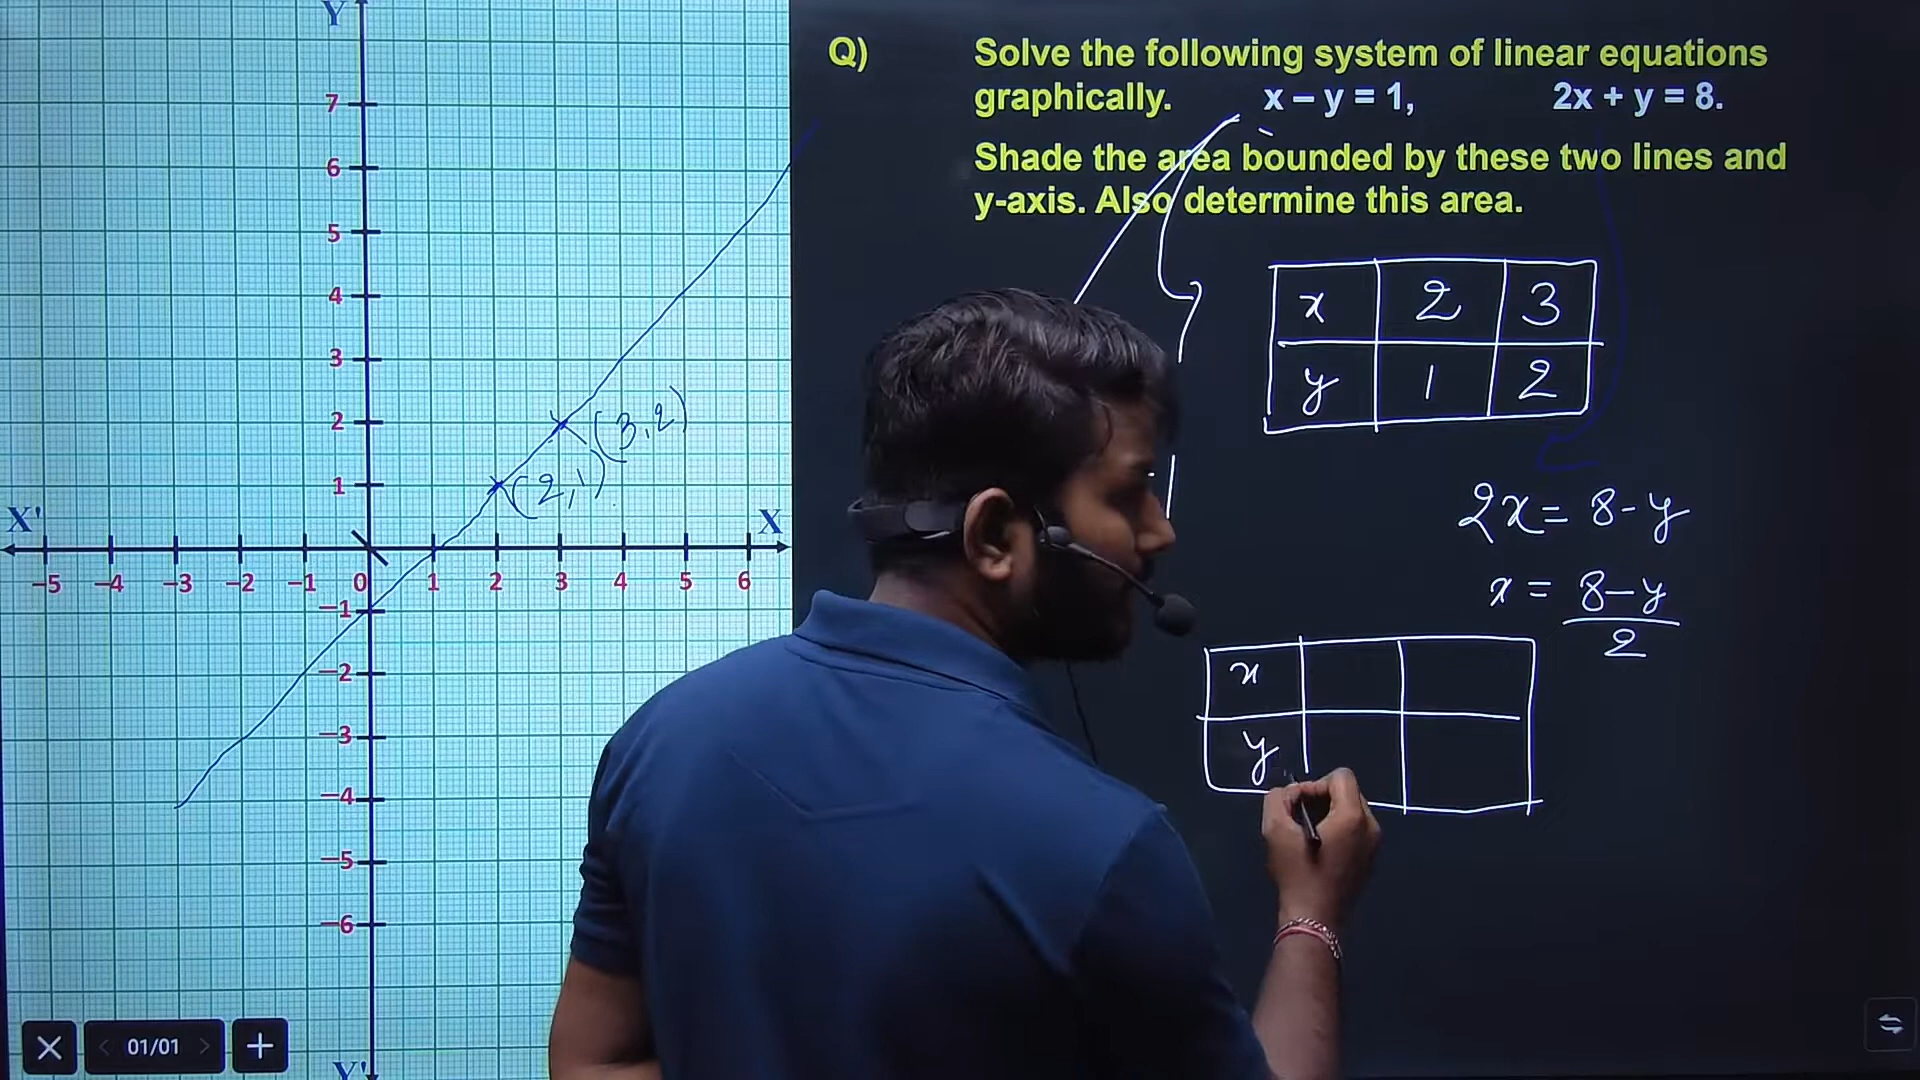 Q) Solve the following system of linear equations
graphically. x – y = 1, 2x + y = 8.
Shade the area bounded by these two lines and
y-axis. Also determine this area.
x 2 3
y 1 2
2x = 8 - y
x = 8 - y / 2
x
y
Y
7
6
5
4
3
2
1
(3,2)
(2,1)
X' X
-5 -4 -3 -2 -1 0 1 2 3 4 5 6
-1
-2
-3
-4
-5
-6
Y'
01/01